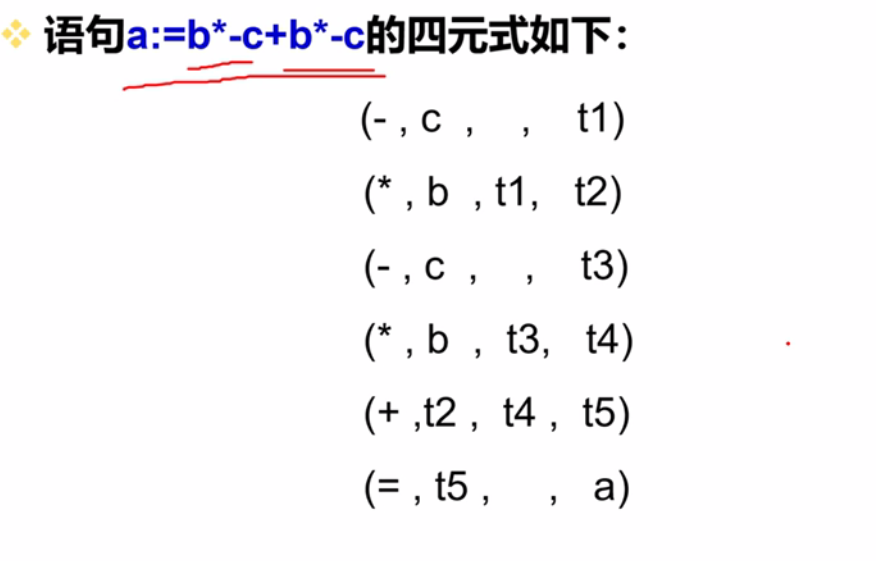 语句a:=b*-c+b*-c的四元式如下：
(- , c , , t1)
(* , b , t1, t2)
(- , c , , t3)
(* , b , t3, t4)
(+ ,t2 , t4 , t5)
(= , t5 , , a)